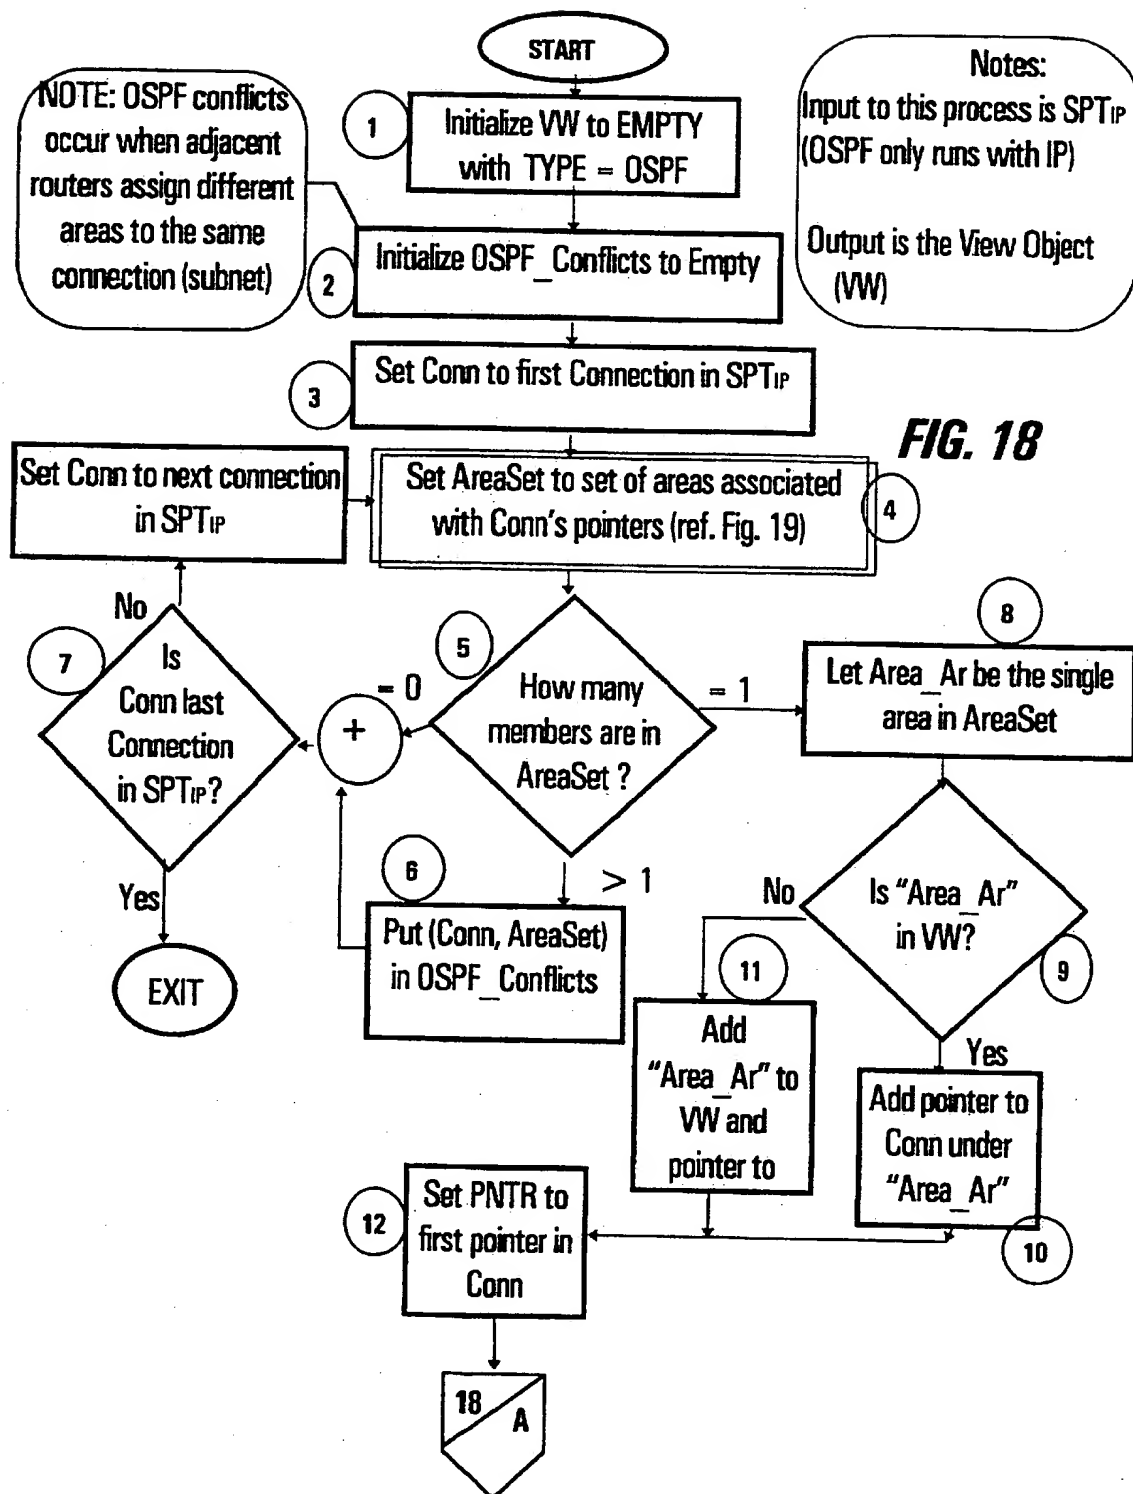 START
NOTE: OSPF conflicts
occur when adjacent
routers assign different
areas to the same
connection (subnet)
1
Initialize VW to EMPTY
with TYPE = OSPF
Notes:
Input to this process is SPTIP
(OSPF only runs with IP)
Output is the View Object
(VW)
2
Initialize OSPF_Conflicts to Empty
3
Set Conn to first Connection in SPTIP
FIG. 18
Set Conn to next connection
in SPTIP
Set AreaSet to set of areas associated
with Conn's pointers (ref. Fig. 19)
4
No
7
Is
Conn last
Connection
in SPTIP?
Yes
EXIT
+
= 0
5
How many
members are in
AreaSet ?
= 1
> 1
6
Put (Conn, AreaSet)
in OSPF_Conflicts
8
Let Area_Ar be the single
area in AreaSet
No
Is "Area_Ar"
in VW?
9
Yes
11
Add
"Area_Ar" to
VW and
pointer to
Add pointer to
Conn under
"Area_Ar"
10
12
Set PNTR to
first pointer in
Conn
18
A